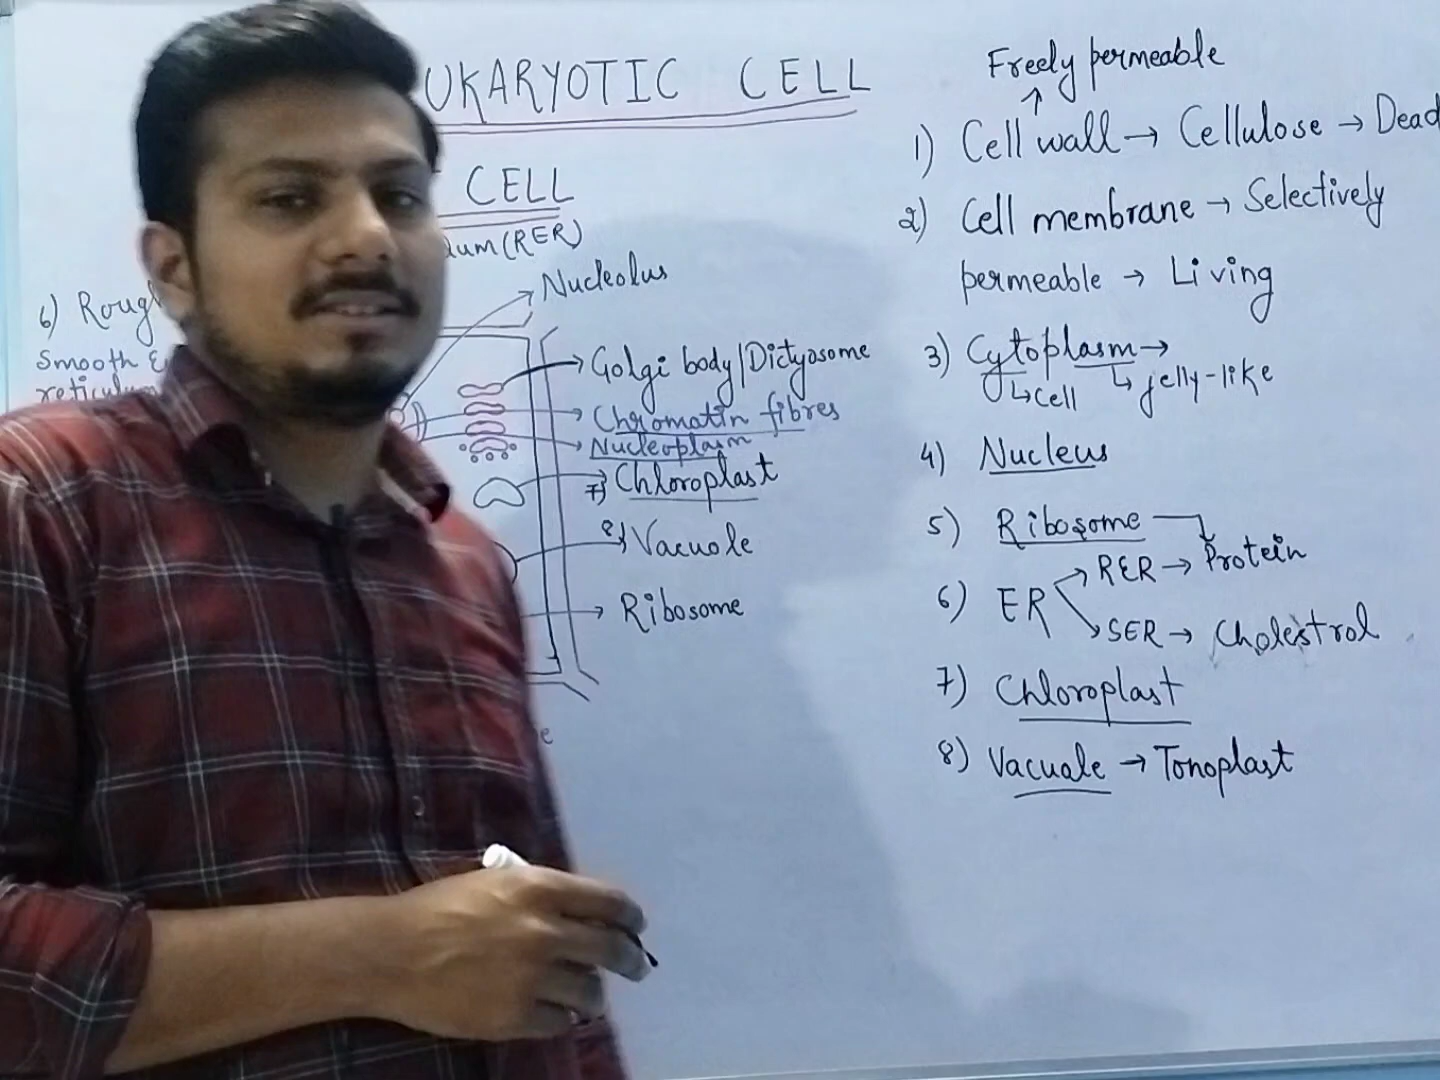 UKARYOTIC CELL
CELL
(RER)
6) Rough
Smooth E
reticulum
Nucleolus
Golgi body/Dictyosome
Chromatin fibres
Nucleoplasm
7) Chloroplast
8) Vacuole
Ribosome
e
Freely permeable
1) Cell wall → Cellulose → Dead
2) Cell membrane → Selectively
permeable → Living
3) Cytoplasm →
↳ Cell ↳ jelly-like
4) Nucleus
5) Ribosome
6) ER → RER → Protein
→ SER → Cholestrol
7) Chloroplast
8) Vacuole → Tonoplast